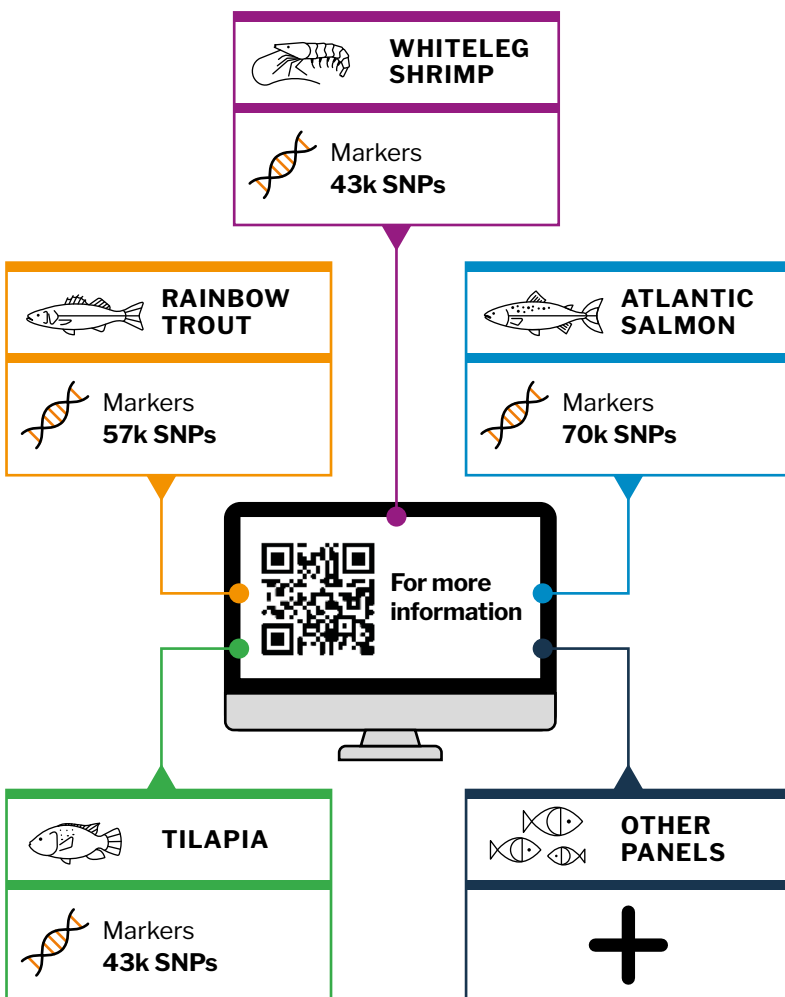 WHITELEG
SHRIMP
Markers
43k SNPs
RAINBOW
TROUT
Markers
57k SNPs
ATLANTIC
SALMON
Markers
70k SNPs
For more
information
TILAPIA
Markers
43k SNPs
OTHER
PANELS